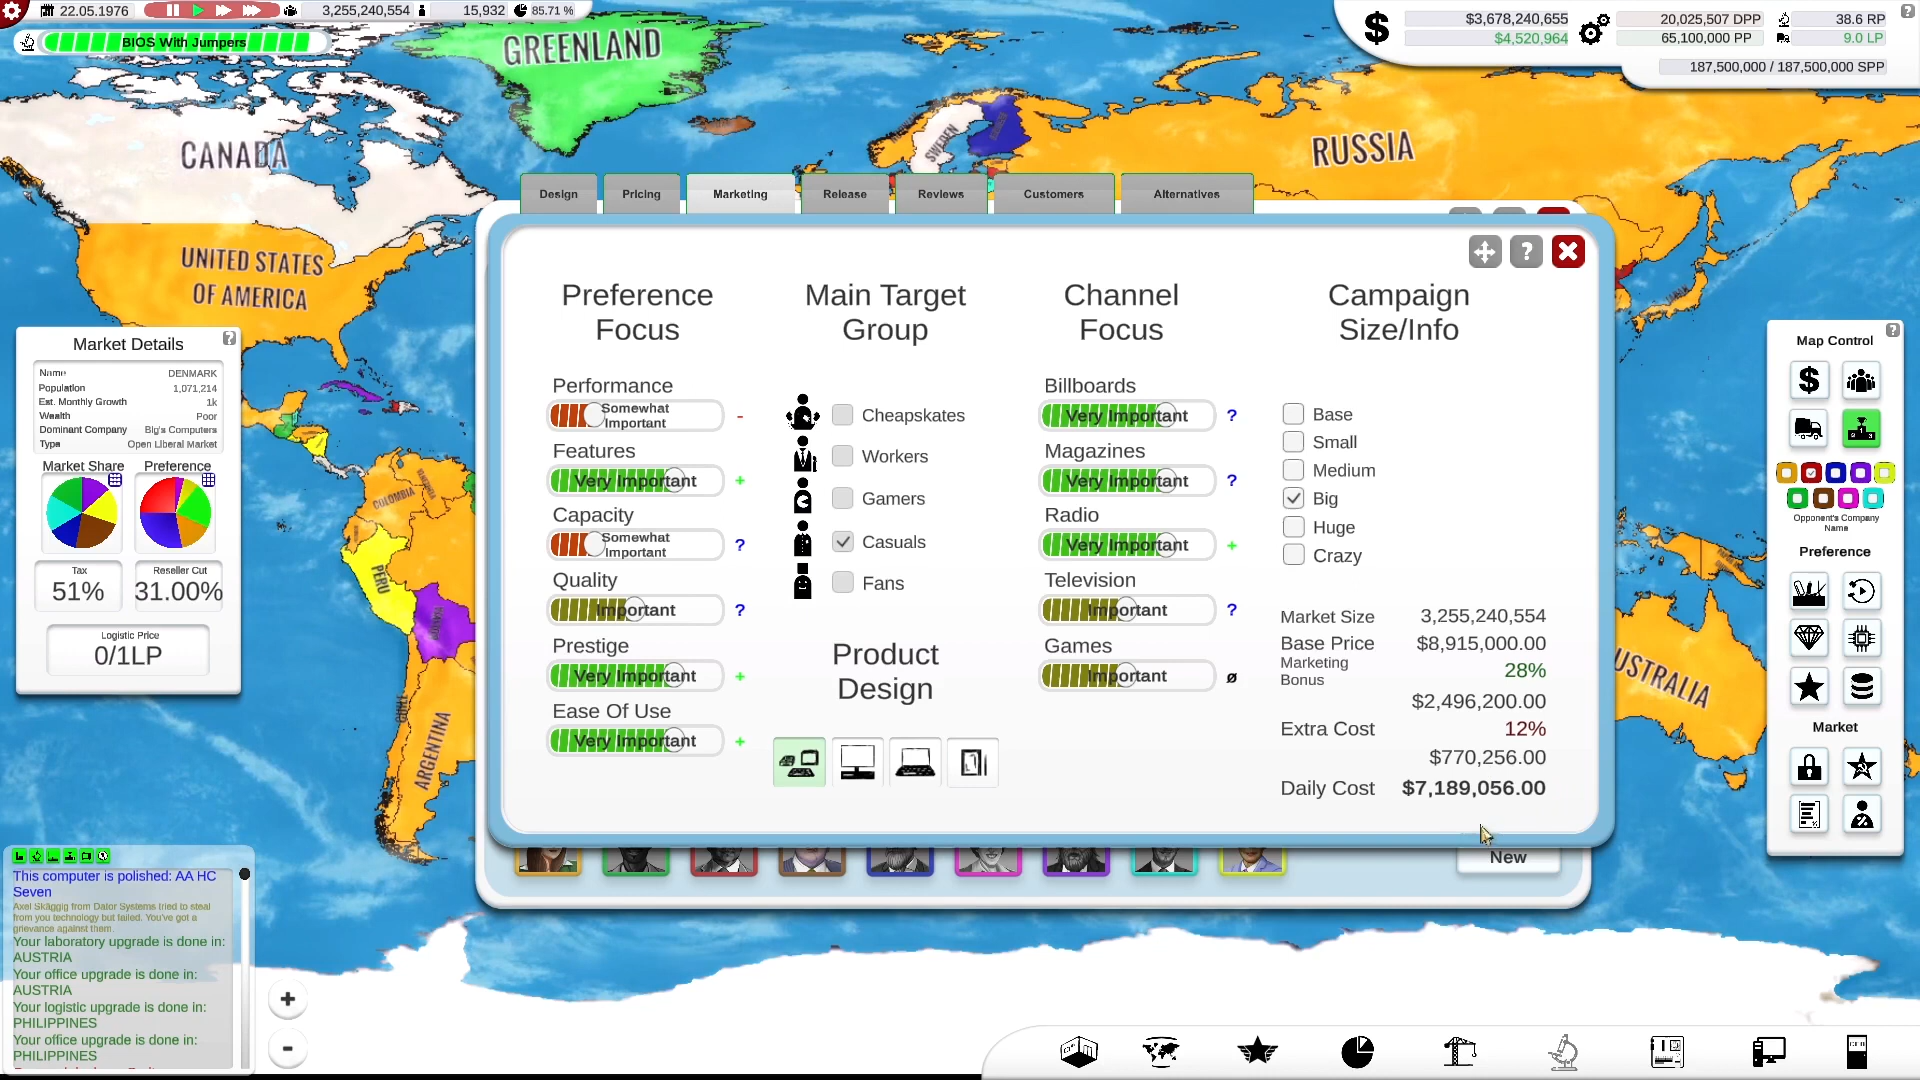 22.05.1976
3,255,240,554
15,932
85.71 %
BIOS With Jumpers
$3,678,240,655
$4,520,964
20,025,507 DPP
65,100,000 PP
38.6 RP
9.0 LP
187,500,000 / 187,500,000 SPP
?
GREENLAND
CANADA
SWEDEN
RUSSIA
UNITED STATES
OF AMERICA
COLOMBIA
PERU
ARGENTINA
USTRALIA
Design
Pricing
Marketing
Release
Reviews
Customers
Alternatives
?
Preference
Focus
Performance
Somewhat
Important
-
Features
Very Important
+
Capacity
Somewhat
Important
?
Quality
Important
?
Prestige
Very Important
+
Ease Of Use
Very Important
+
Main Target
Group
Cheapskates
Workers
Gamers
Casuals
Fans
Product
Design
Channel
Focus
Billboards
Very Important
?
Magazines
Very Important
?
Radio
Very Important
+
Television
Important
?
Games
Important
ø
Campaign
Size/Info
Base
Small
Medium
Big
Huge
Crazy
Market Size 3,255,240,554
Base Price $8,915,000.00
Marketing
Bonus
28%
$2,496,200.00
Extra Cost 12%
$770,256.00
Daily Cost $7,189,056.00
New
Market Details
?
Name DENMARK
Population 1,071,214
Est. Monthly Growth 1k
Wealth Poor
Dominant Company Big's Computers
Type Open Liberal Market
Market Share
Preference
Tax
51%
Reseller Cut
31.00%
Logistic Price
0/1LP
This computer is polished: AA HC
Seven
Axel Skäggig from Dator Systems tried to steal
from you technology but failed. You've got a
grievance against them.
Your laboratory upgrade is done in:
AUSTRIA
Your office upgrade is done in:
AUSTRIA
Your logistic upgrade is done in:
PHILIPPINES
Your office upgrade is done in:
PHILIPPINES
+
-
?
Map Control
Opponent's Company
Name
Preference
Market